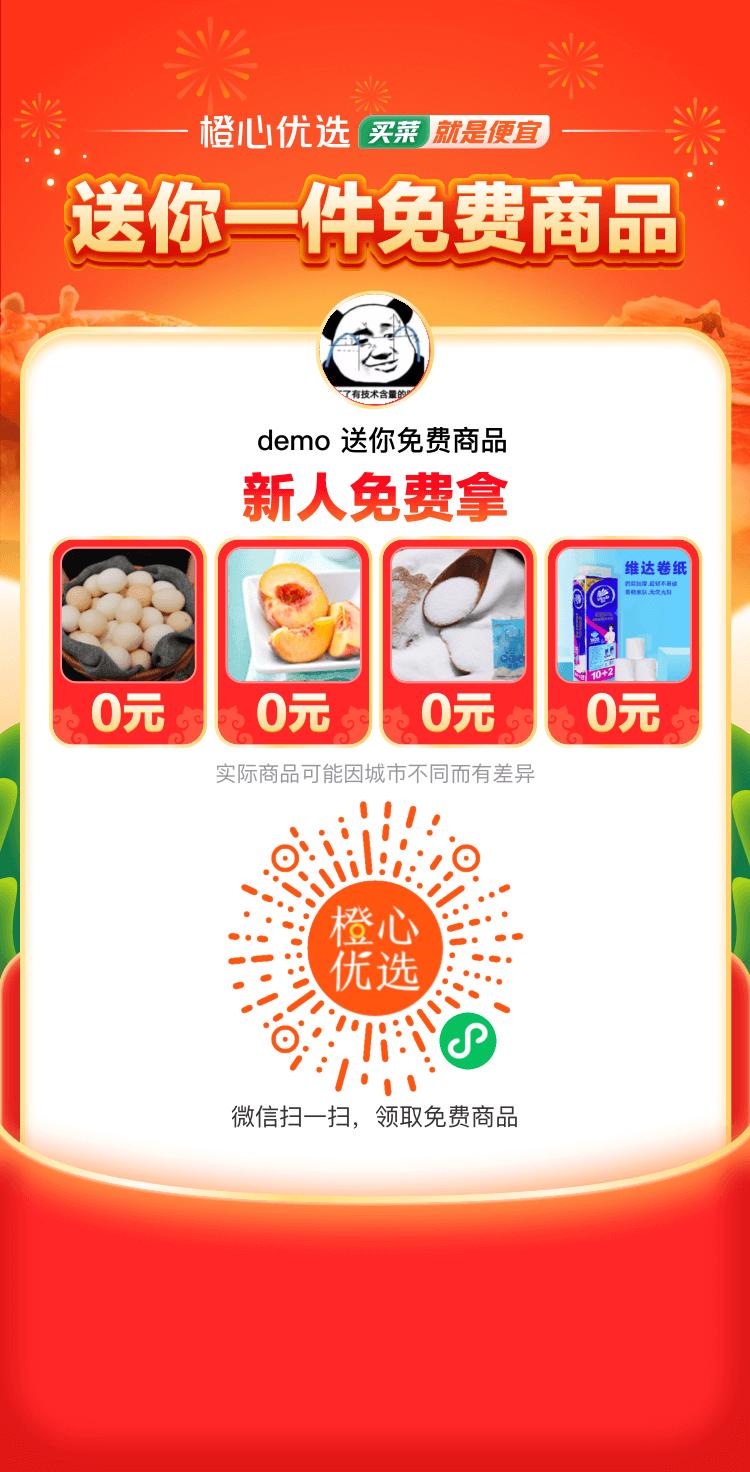 橙心优选 买菜 就是便宜
送你一件免费商品
了有技术含量的
demo 送你免费商品
新人免费拿
维达卷纸
10+2
0元 0元 0元 0元
实际商品可能因城市不同而有差异
橙心
优选
微信扫一扫，领取免费商品